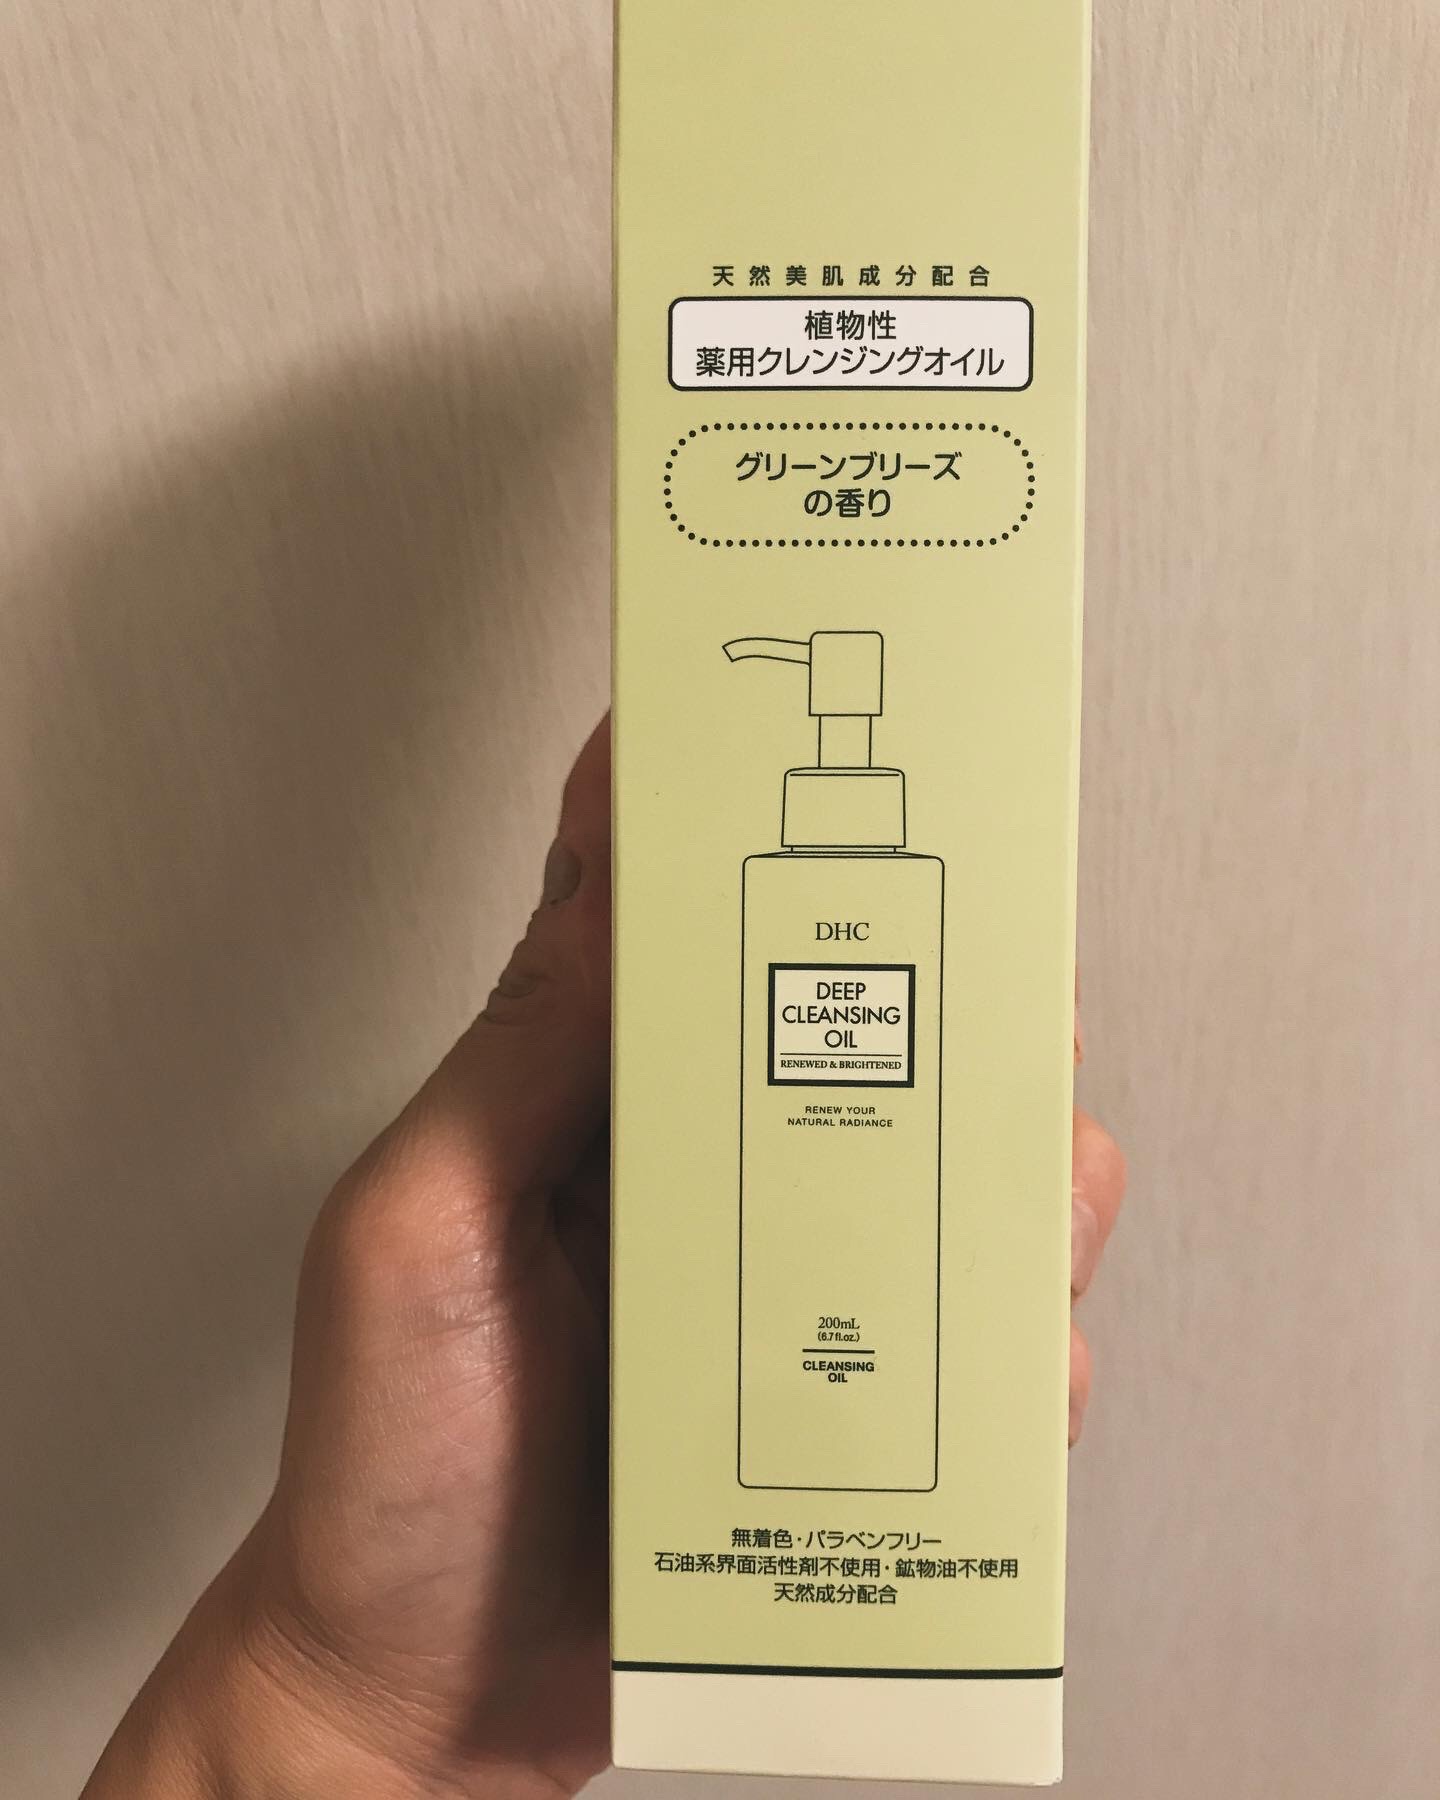 天然美肌成分配合
植物性
薬用クレンジングオイル
グリーンブリーズ
の香り
DHC
DEEP
CLEANSING
OIL
RENEWED & BRIGHTENED
RENEW YOUR
NATURAL RADIANCE
200mL
(6.7 fl.oz.)
CLEANSING
OIL
無着色・パラベンフリー
石油系界面活性剤不使用・鉱物油不使用
天然成分配合